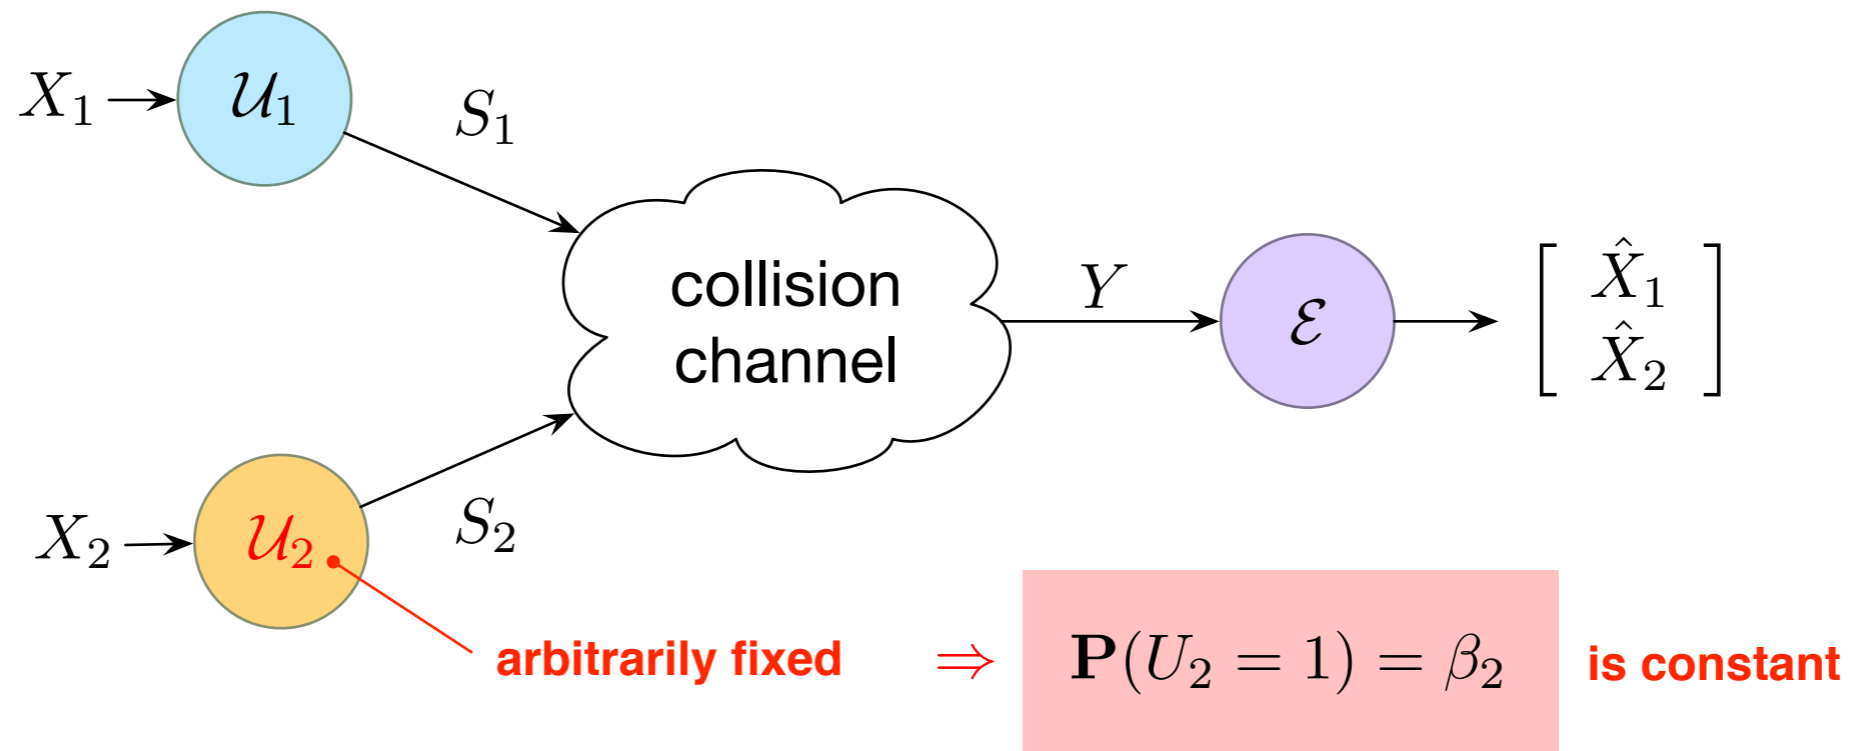 X₁
𝒰₁
S₁
collision
channel
Y
ℰ
X̂₁
X̂₂
X₂
𝒰₂
S₂
arbitrarily fixed ⇒ P(U₂ = 1) = β₂ is constant